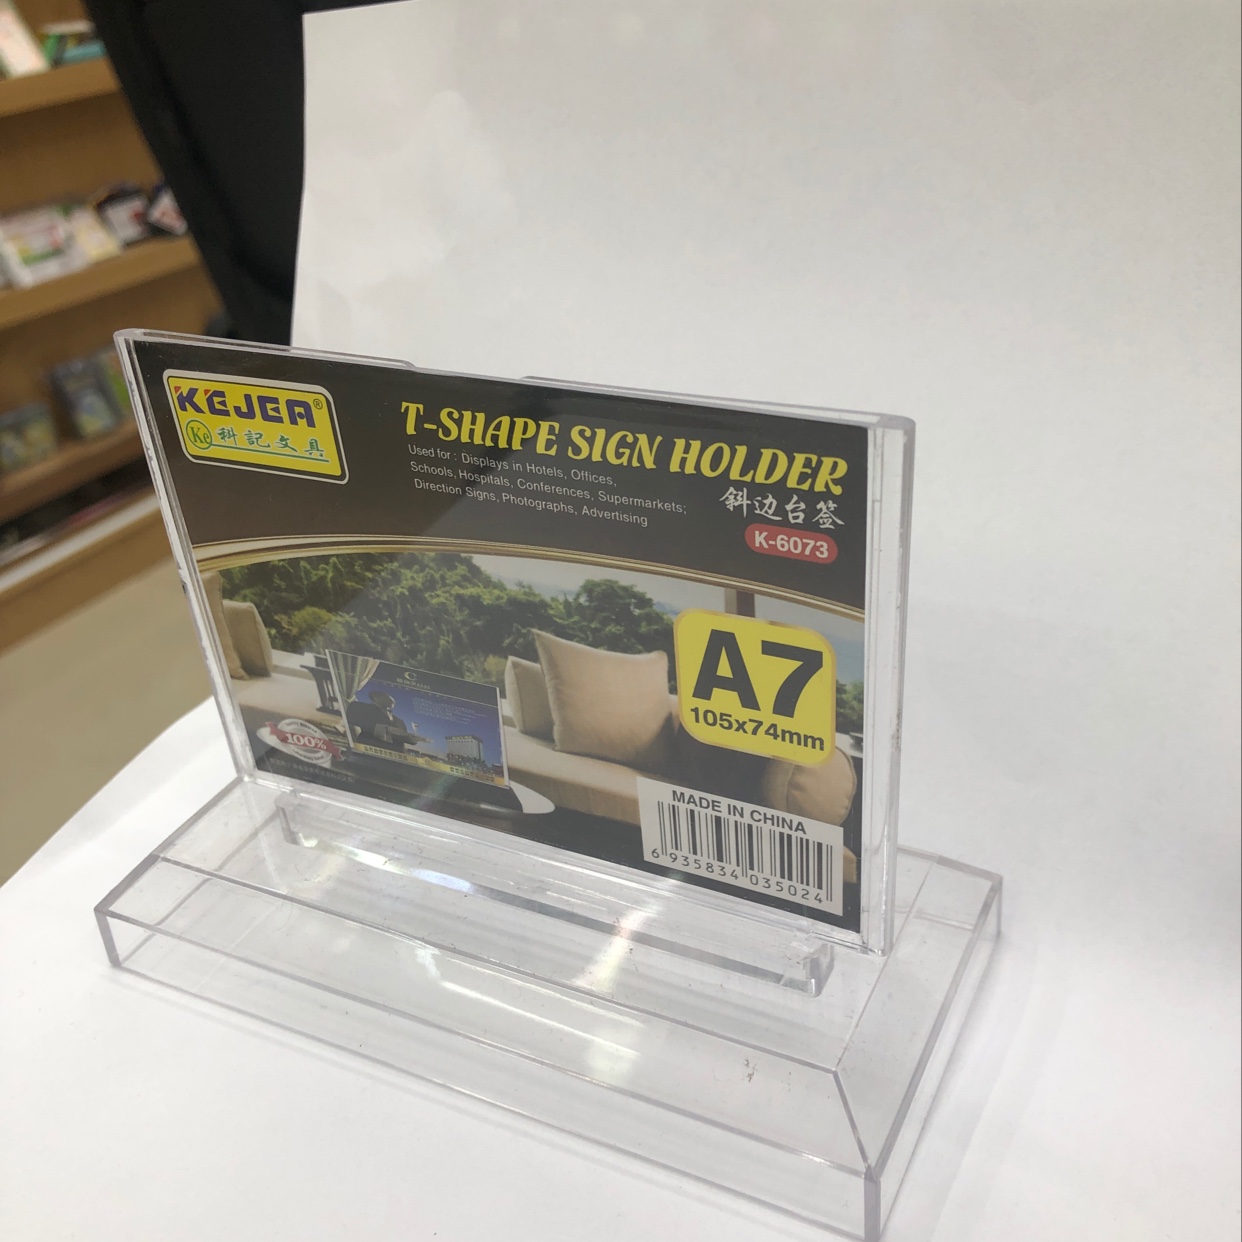 KEJEA®
Ke 科記文具
T-SHAPE SIGN HOLDER
Used for : Displays in Hotels, Offices,
Schools, Hospitals, Conferences, Supermarkets;
Direction Signs, Photographs, Advertising
斜边台签
K-6073
A7
105x74mm
100%
MADE IN CHINA
6 935834 035024